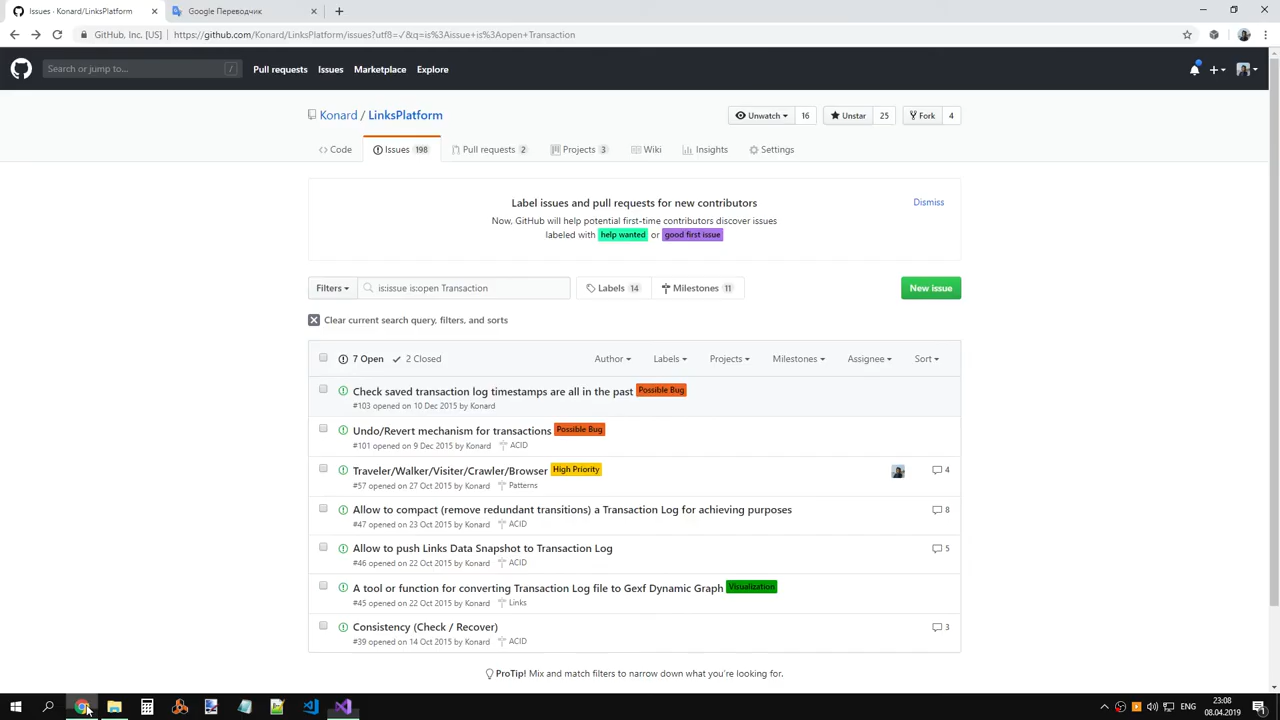 Issues · Konard/LinksPlatform
Google Переводчик
GitHub, Inc. [US]
https://github.com/Konard/LinksPlatform/issues?utf8=✓&q=is%3Aissue+is%3Aopen+Transaction
Search or jump to...
/
Pull requests
Issues
Marketplace
Explore
Konard / LinksPlatform
Unwatch
16
Unstar
25
Fork
4
Code
Issues 198
Pull requests 2
Projects 3
Wiki
Insights
Settings
Label issues and pull requests for new contributors
Dismiss
Now, GitHub will help potential first-time contributors discover issues
labeled with help wanted or good first issue
Filters
is:issue is:open Transaction
Labels 14
Milestones 11
New issue
Clear current search query, filters, and sorts
7 Open
2 Closed
Author
Labels
Projects
Milestones
Assignee
Sort
Check saved transaction log timestamps are all in the past Possible Bug
#103 opened on 10 Dec 2015 by Konard
Undo/Revert mechanism for transactions Possible Bug
#101 opened on 9 Dec 2015 by Konard ACID
Traveler/Walker/Visiter/Crawler/Browser High Priority
4
#57 opened on 27 Oct 2015 by Konard Patterns
Allow to compact (remove redundant transitions) a Transaction Log for achieving purposes
8
#47 opened on 23 Oct 2015 by Konard ACID
Allow to push Links Data Snapshot to Transaction Log
5
#46 opened on 22 Oct 2015 by Konard ACID
A tool or function for converting Transaction Log file to Gexf Dynamic Graph Visualization
#45 opened on 22 Oct 2015 by Konard Links
Consistency (Check / Recover)
3
#39 opened on 14 Oct 2015 by Konard ACID
ProTip! Mix and match filters to narrow down what you're looking for.
ENG
23:08
08.04.2019
1